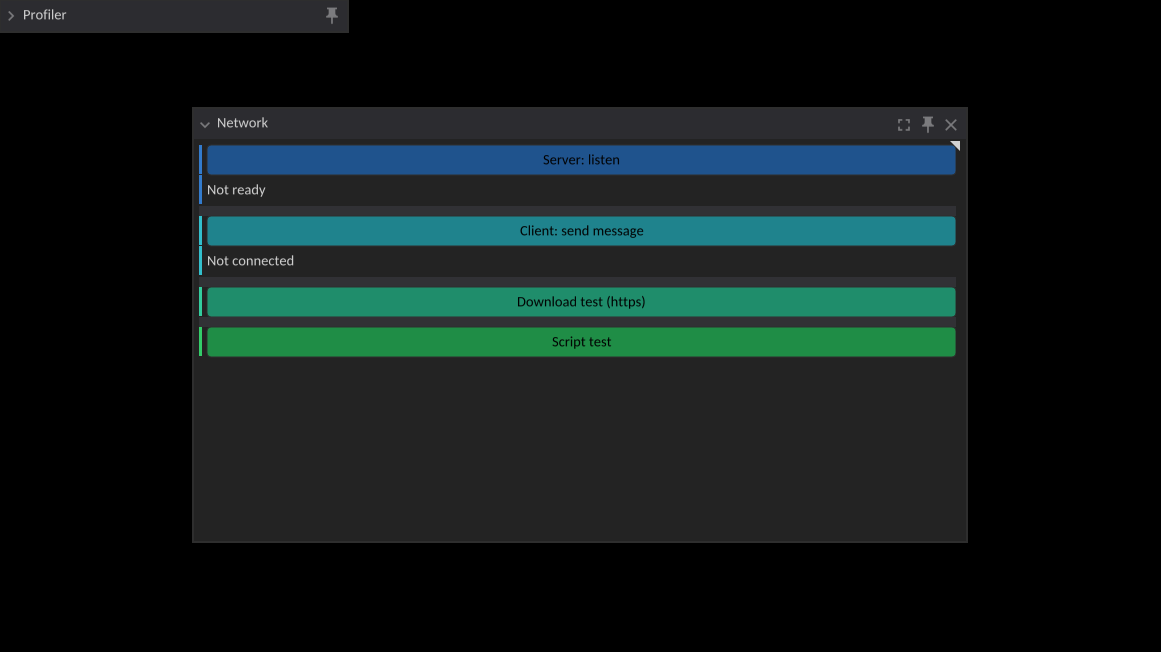 Profiler
Network
Server: listen
Not ready
Client: send message
Not connected
Download test (https)
Script test